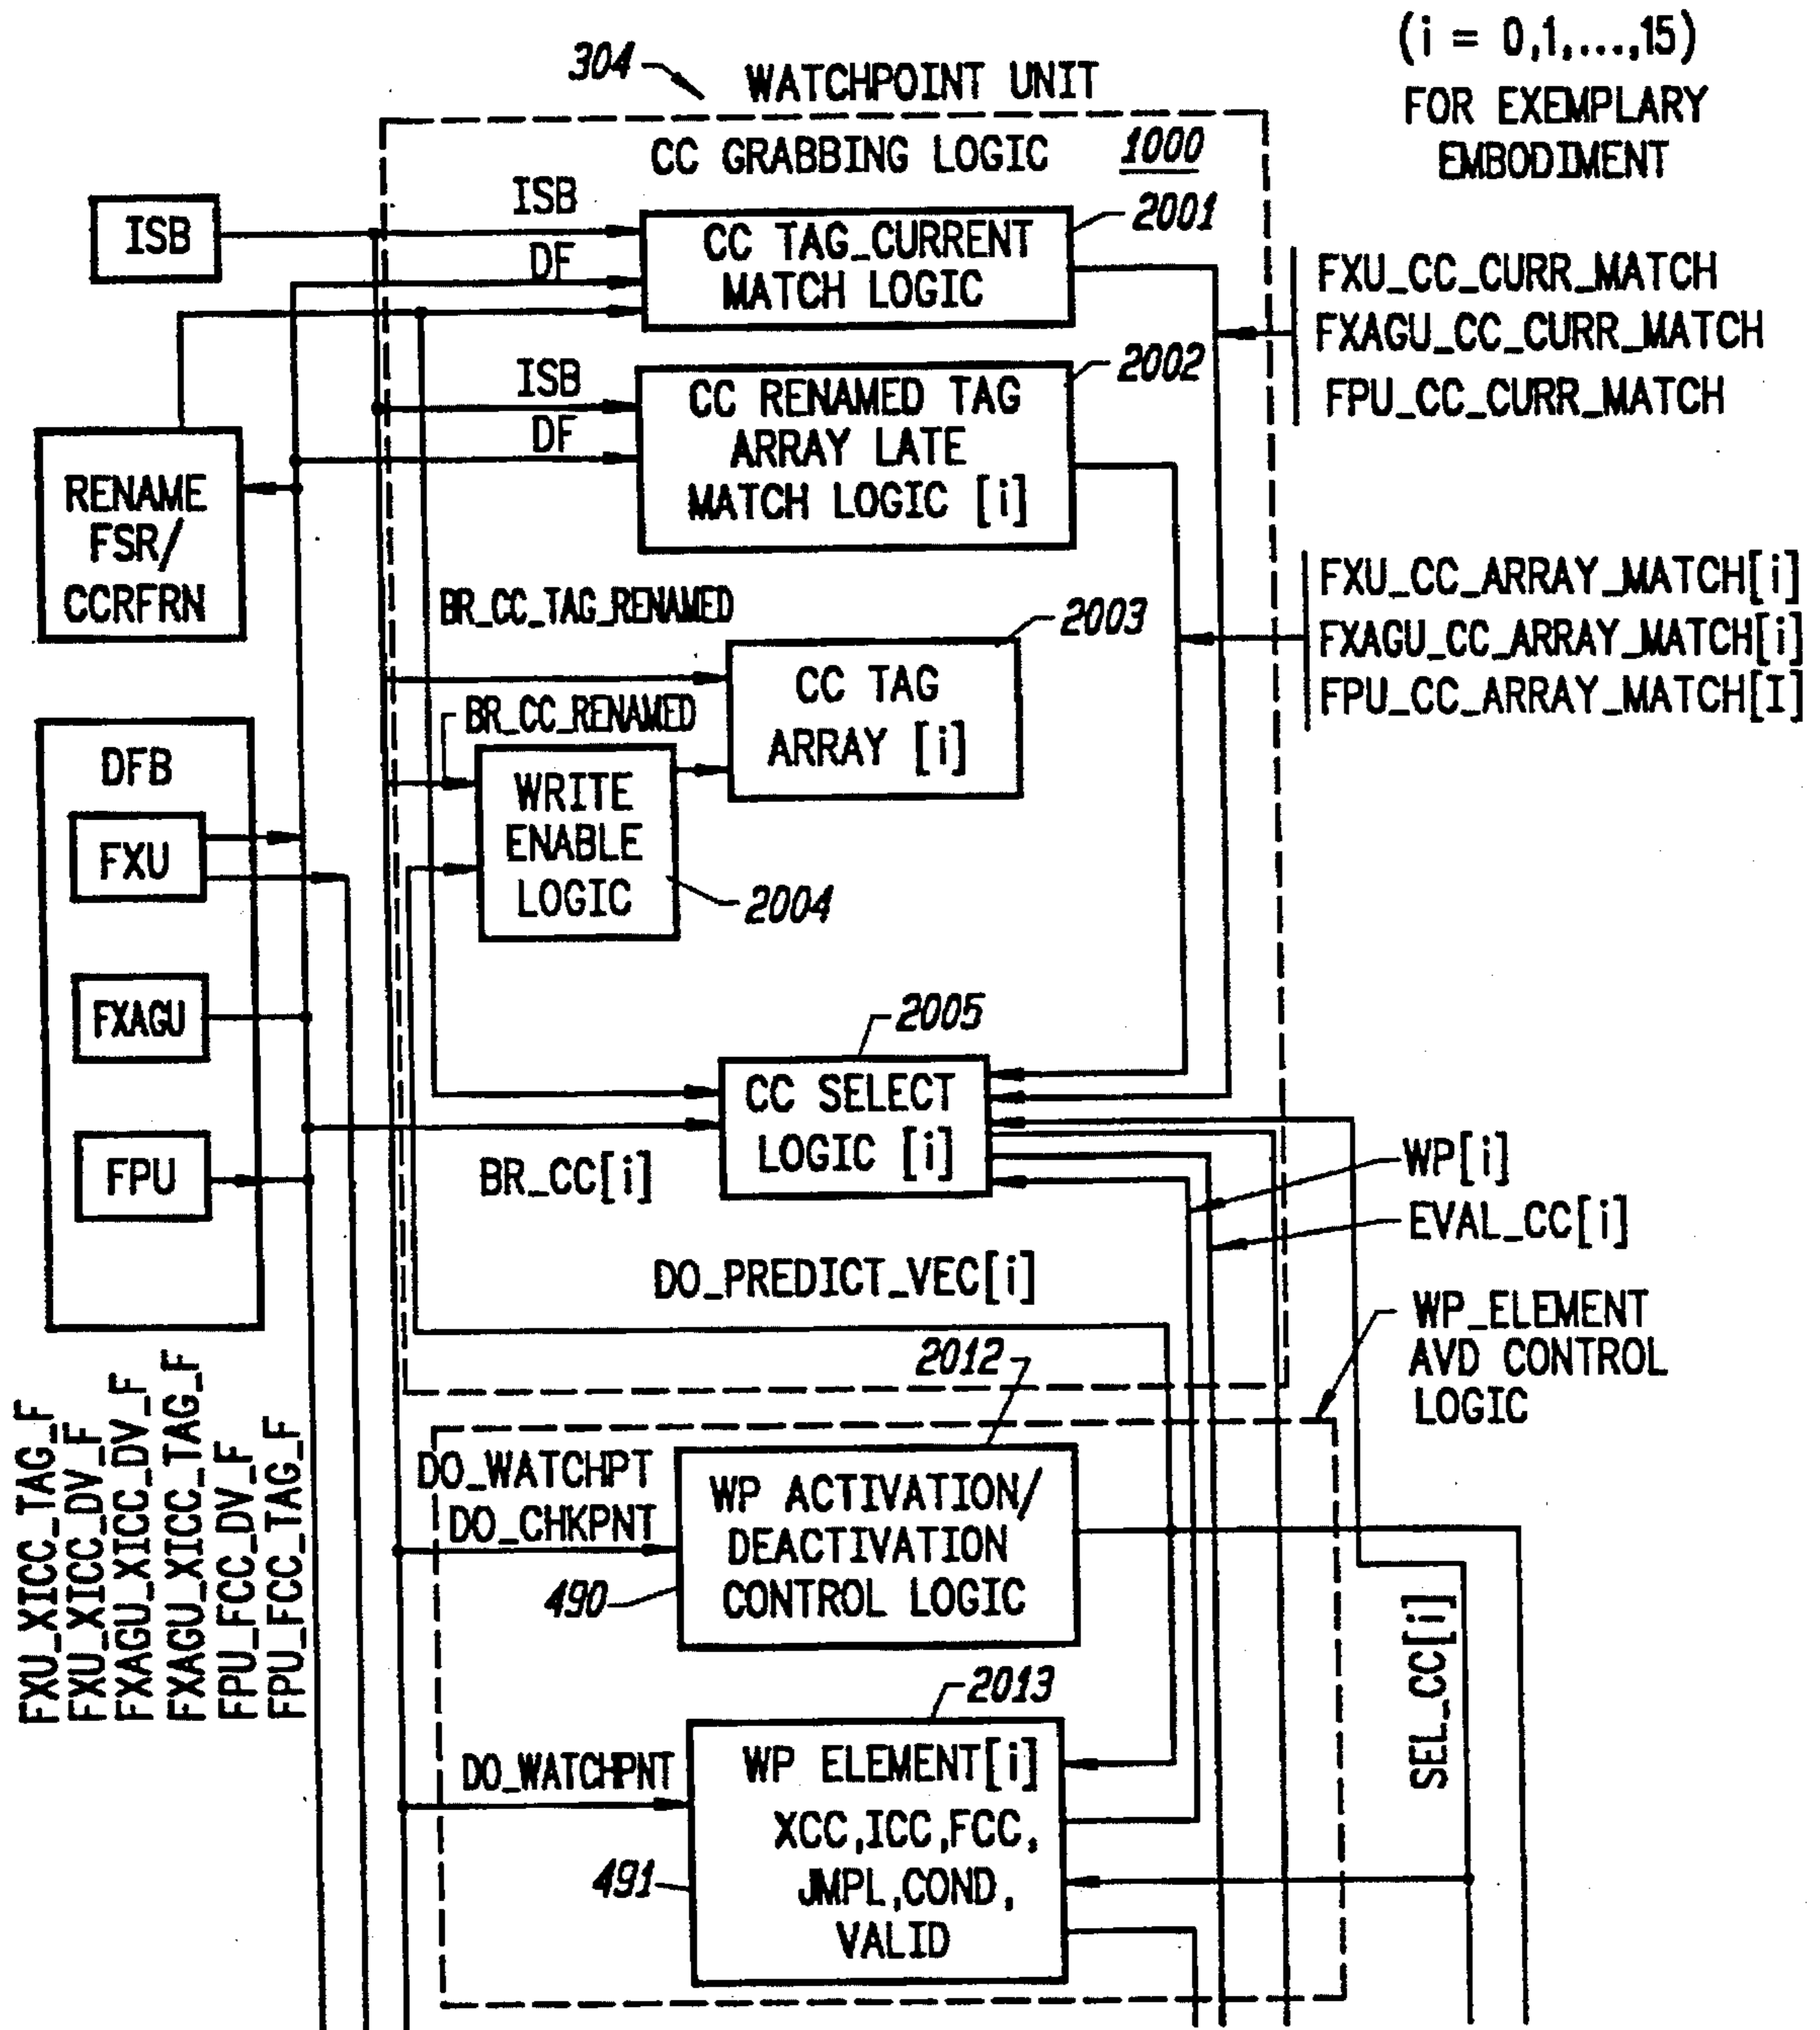 (i = 0,1,...,15)
FOR EXEMPLARY
EMBODIMENT
304
WATCHPOINT UNIT
CC GRABBING LOGIC 1000
ISB
ISB
DF
CC TAG_CURRENT
MATCH LOGIC
2001
FXU_CC_CURR_MATCH
FXAGU_CC_CURR_MATCH
FPU_CC_CURR_MATCH
ISB
DF
CC RENAMED TAG
ARRAY LATE
MATCH LOGIC [i]
2002
RENAME
FSR/
CCRFRN
FXU_CC_ARRAY_MATCH[i]
FXAGU_CC_ARRAY_MATCH[i]
FPU_CC_ARRAY_MATCH[I]
BR_CC_TAG_RENAMED
2003
CC TAG
ARRAY [i]
BR_CC_RENAMED
WRITE
ENABLE
LOGIC
2004
DFB
FXU
FXAGU
FPU
2005
CC SELECT
LOGIC [i]
BR_CC[i]
WP[i]
EVAL_CC[i]
DO_PREDICT_VEC[i]
WP_ELEMENT
AVD CONTROL
LOGIC
2012
DO_WATCHPT
DO_CHKPNT
WP ACTIVATION/
DEACTIVATION
CONTROL LOGIC
490
FXU_XICC_TAG_F
FXU_XICC_DV_F
FXAGU_XICC_DV_F
FXAGU_XICC_TAG_F
FPU_FCC_DV_F
FPU_FCC_TAG_F
SEL_CC[i]
2013
DO_WATCHPNT
WP ELEMENT[i]
XCC,ICC,FCC,
JMPL,COND,
VALID
491